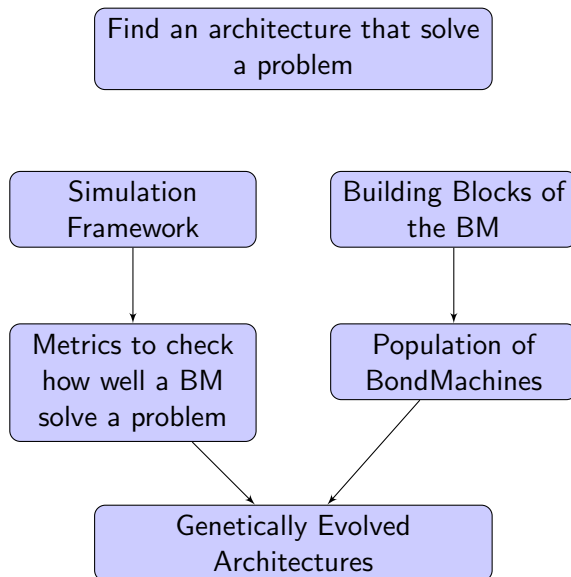 Find an architecture that solve
a problem
Simulation
Framework
Building Blocks of
the BM
Metrics to check
how well a BM
solve a problem
Population of
BondMachines
Genetically Evolved
Architectures